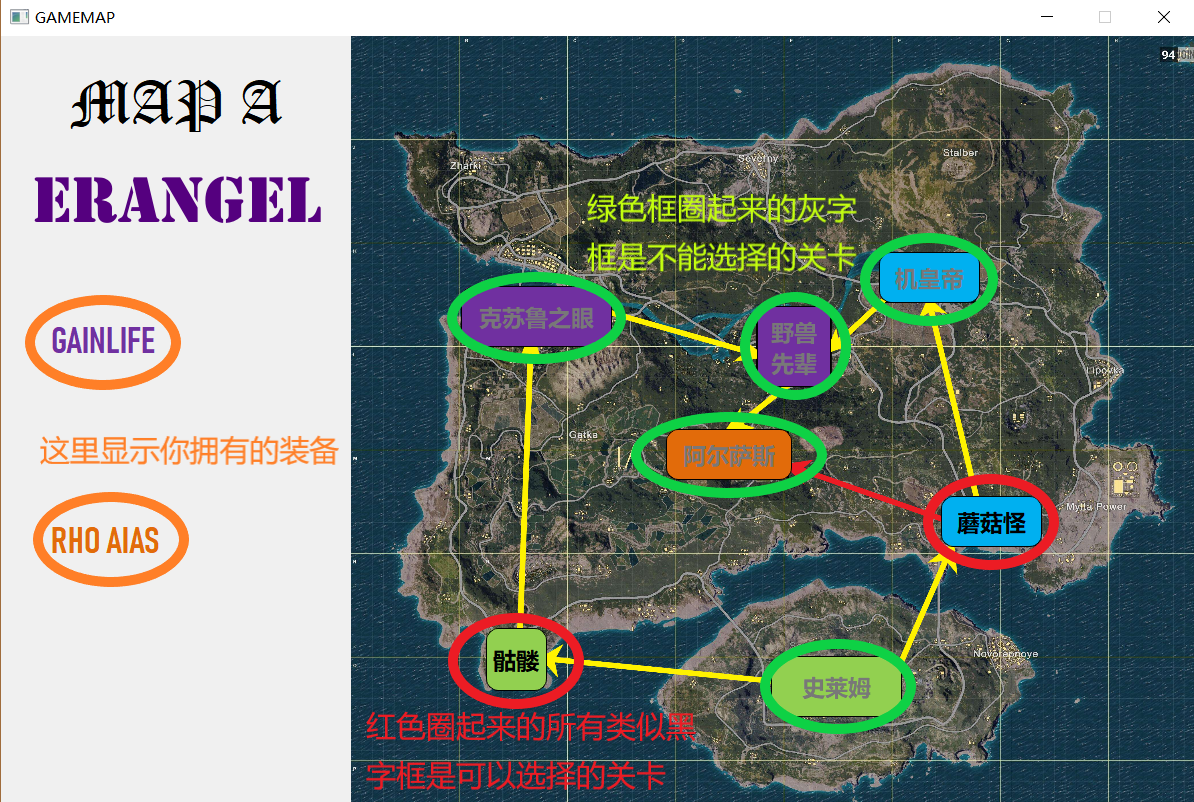 GAMEMAP
MAP A
ERANGEL
GAINLIFE
这里显示你拥有的装备
RHO AIAS
94
Zharki
Severny
Stalber
绿色框圈起来的灰字
框是不能选择的关卡
机皇帝
克苏鲁之眼
野兽
先辈
Lipovka
Gatka
阿尔萨斯
Mylta Power
蘑菇怪
骷髅
Novorepnoye
史莱姆
红色圈起来的所有类似黑
字框是可以选择的关卡